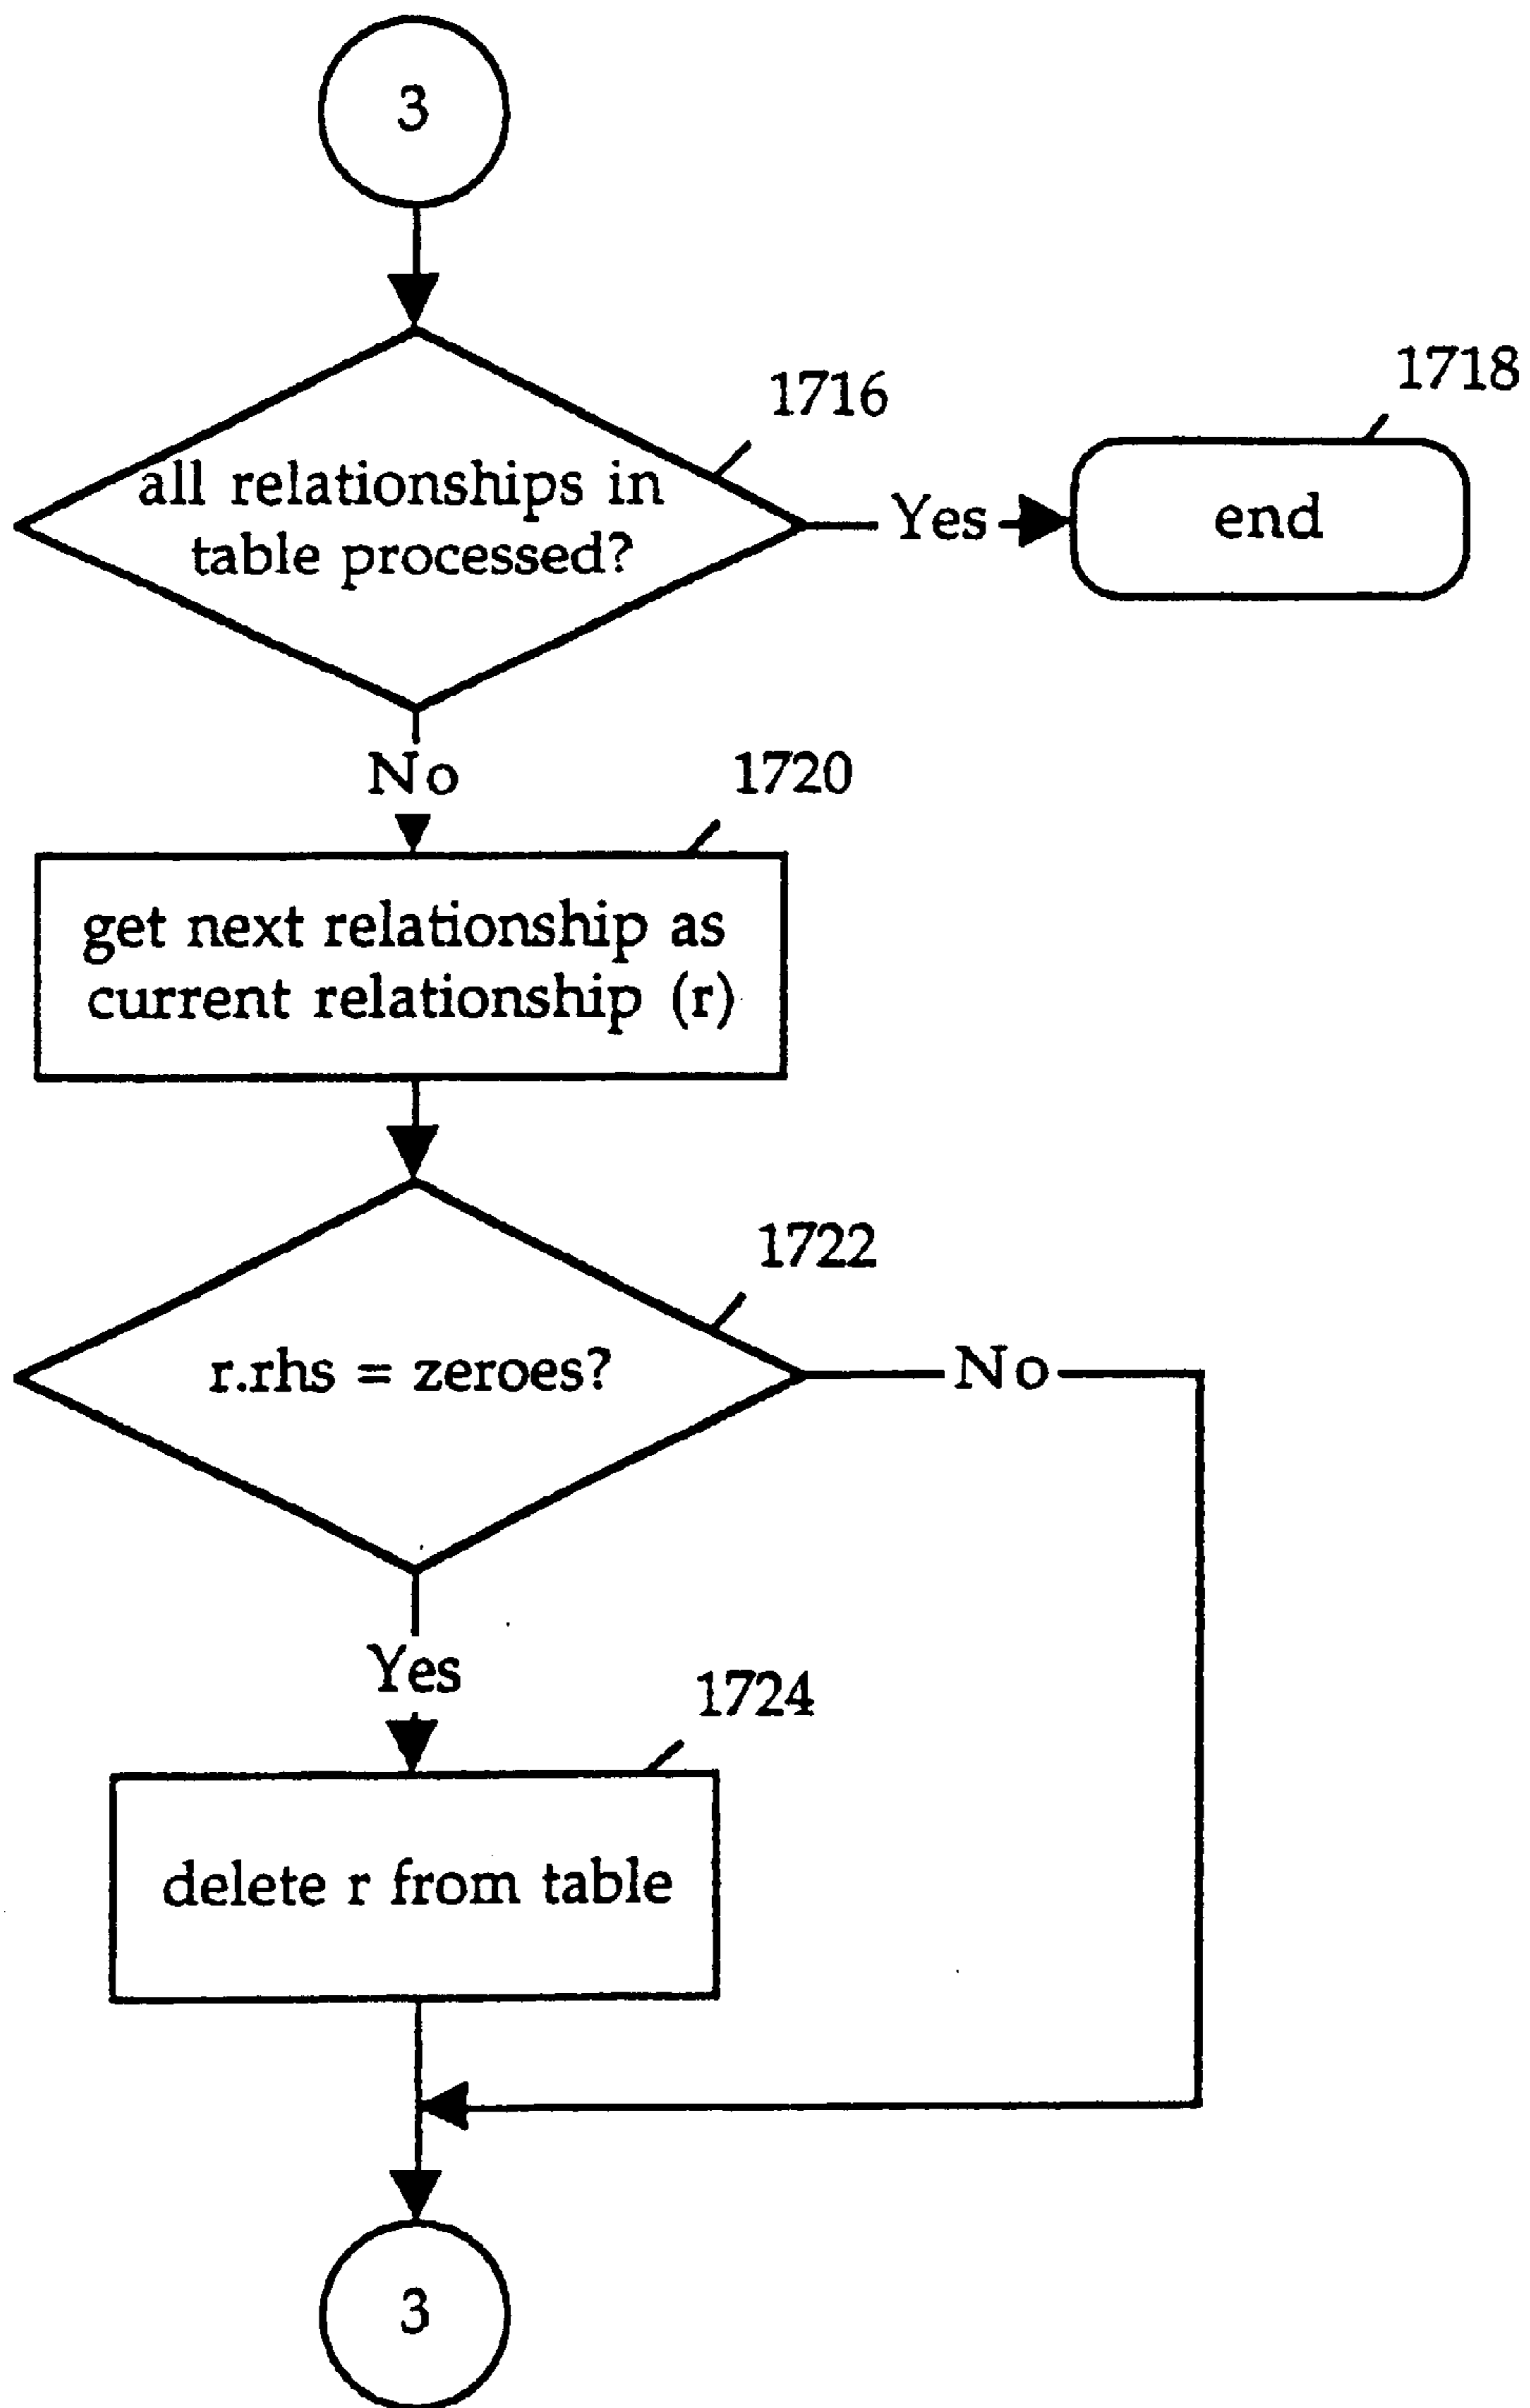 3
1716
1718
all relationships in
table processed?
Yes
end
No
1720
get next relationship as
current relationship (r)
1722
r.rhs = zeroes?
No
Yes
1724
delete r from table
3